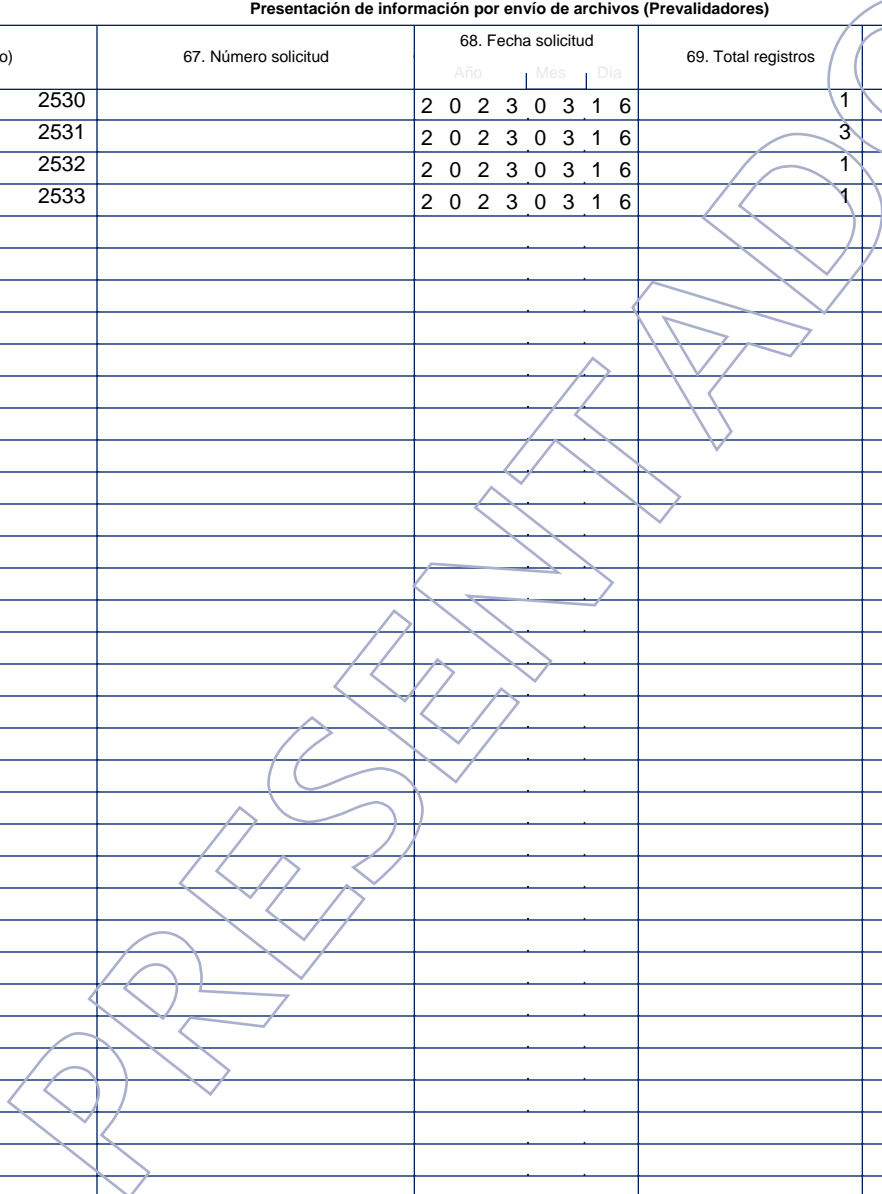 Presentación de información por envío de archivos (Prevalidadores)
o) 67. Número solicitud 68. Fecha solicitud 69. Total registros
Año Mes Día
2530 2 0 2 3 0 3 1 6 1
2531 2 0 2 3 0 3 1 6 3
2532 2 0 2 3 0 3 1 6 1
2533 2 0 2 3 0 3 1 6 1
PRESENTADO